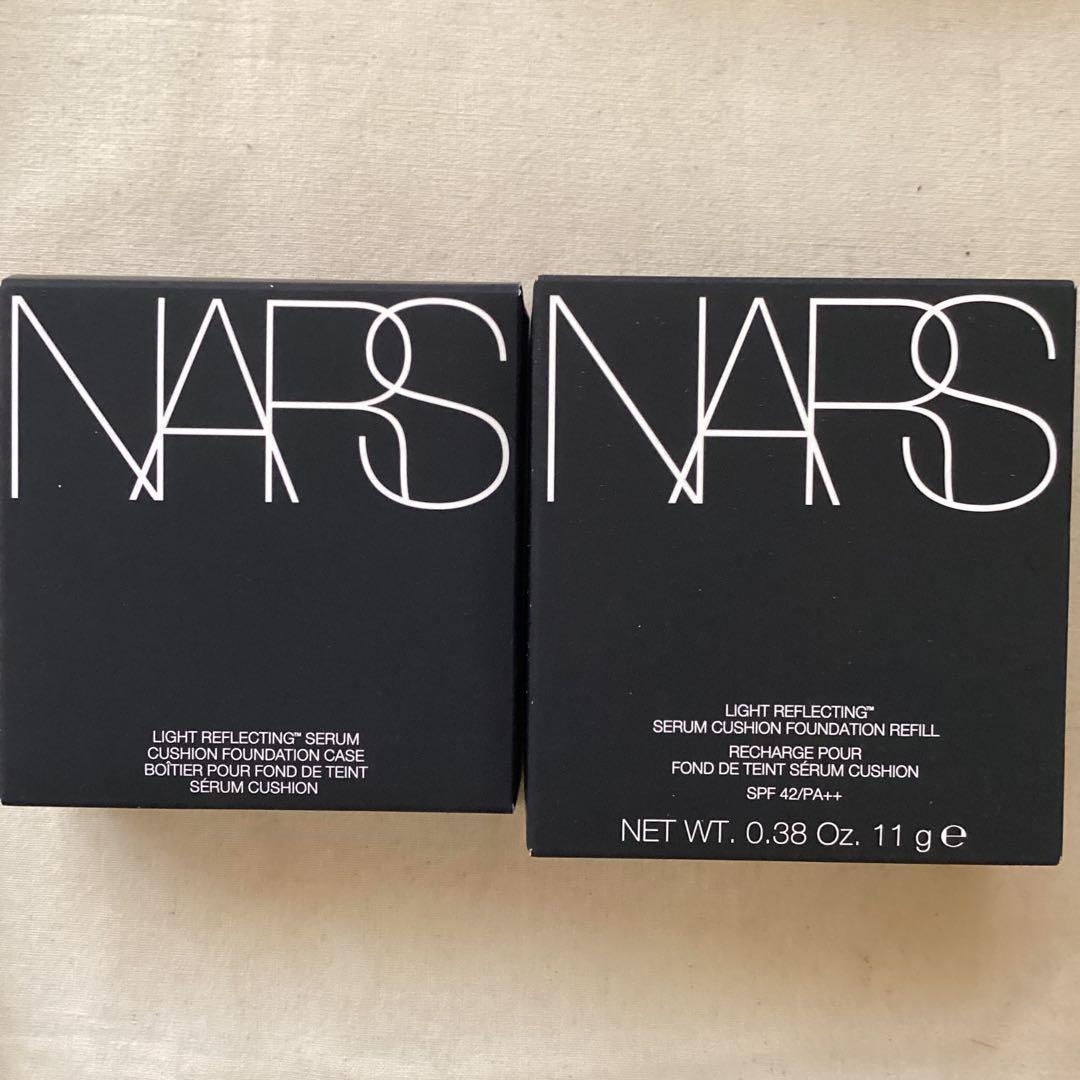 NARS
LIGHT REFLECTING™ SERUM
CUSHION FOUNDATION CASE
BOÎTIER POUR FOND DE TEINT
SÉRUM CUSHION
NARS
LIGHT REFLECTING™
SERUM CUSHION FOUNDATION REFILL
RECHARGE POUR
FOND DE TEINT SÉRUM CUSHION
SPF 42/PA++
NET WT. 0.38 Oz. 11 g ℮